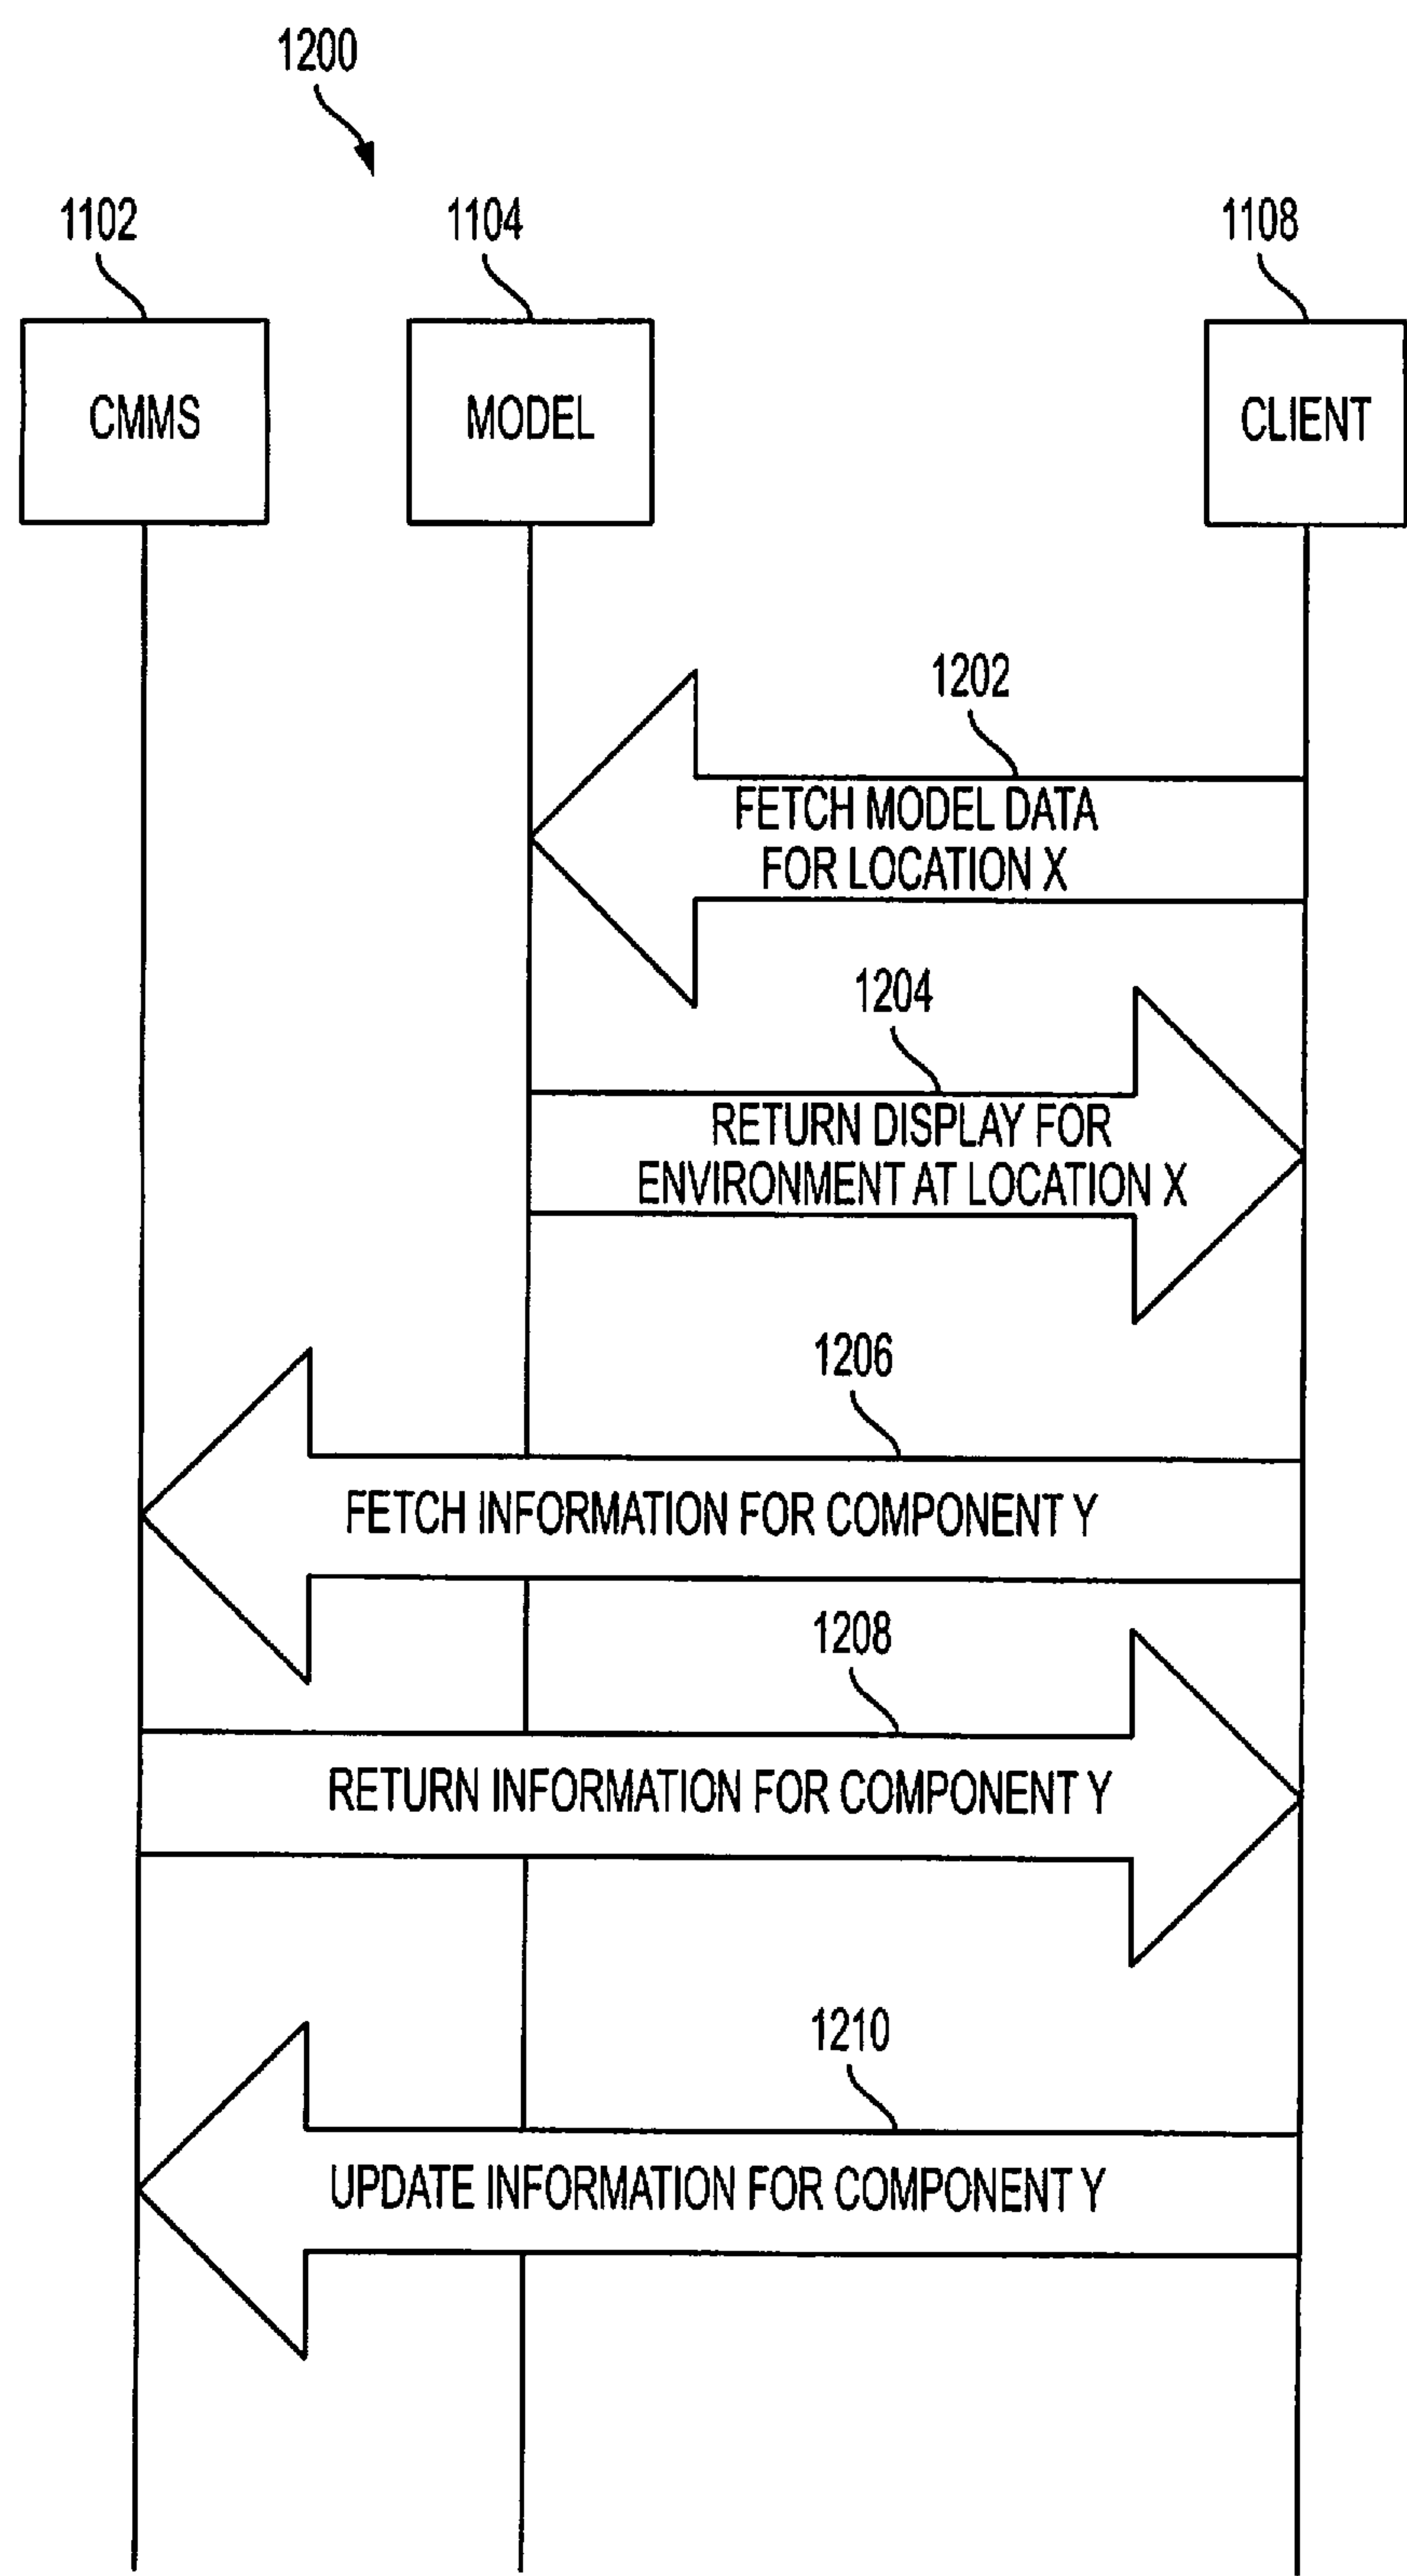 1200
1102
1104
1108
CMMS
MODEL
CLIENT
1202
FETCH MODEL DATA
FOR LOCATION X
1204
RETURN DISPLAY FOR
ENVIRONMENT AT LOCATION X
1206
FETCH INFORMATION FOR COMPONENT Y
1208
RETURN INFORMATION FOR COMPONENT Y
1210
UPDATE INFORMATION FOR COMPONENT Y